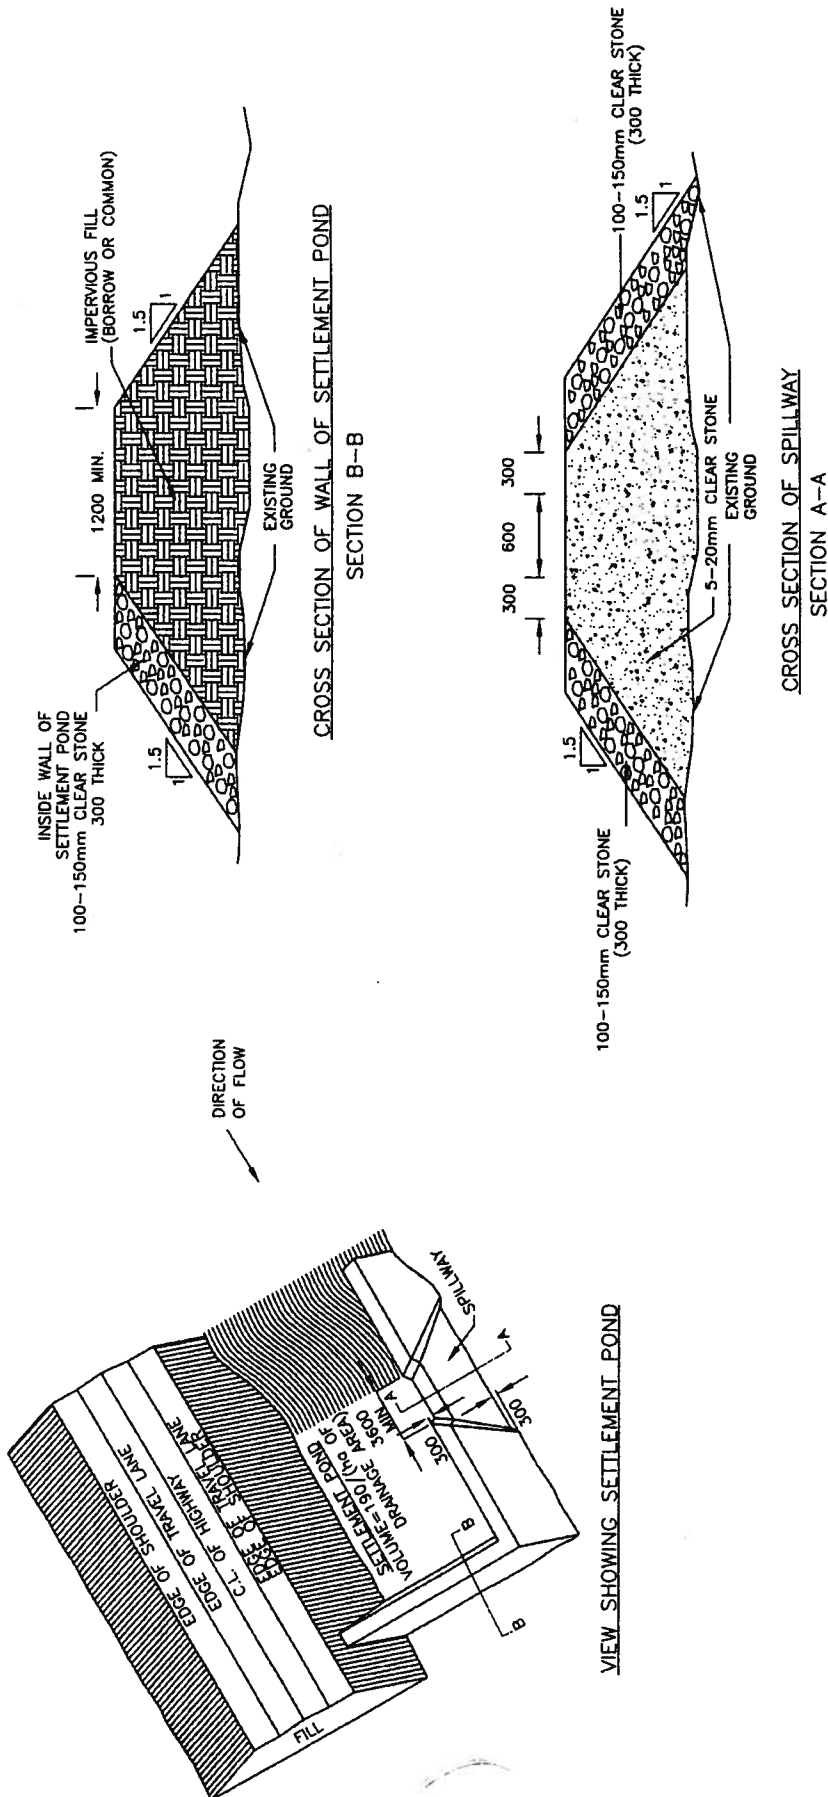 EDGE OF SHOULDER
EDGE OF TRAVEL LANE
C.L. OF HIGHWAY
EDGE OF TRAVEL LANE
EDGE OF SHOULDER
FILL
SETTLEMENT POND
VOLUME=190/(ha OF
DRAINAGE AREA)
3600
MIN
300
A
A
SPILLWAY
300
B
B
VIEW SHOWING SETTLEMENT POND
DIRECTION
OF FLOW
INSIDE WALL OF
SETTLEMENT POND
100-150mm CLEAR STONE
300 THICK
1.5
1
1200 MIN.
IMPERVIOUS FILL
(BORROW OR COMMON)
1.5
1
EXISTING
GROUND
CROSS SECTION OF WALL OF SETTLEMENT POND
SECTION B-B
100-150mm CLEAR STONE
(300 THICK)
1.5
1
300
600
300
100-150mm CLEAR STONE
(300 THICK)
1.5
1
5-20mm CLEAR STONE
EXISTING
GROUND
CROSS SECTION OF SPILLWAY
SECTION A-A